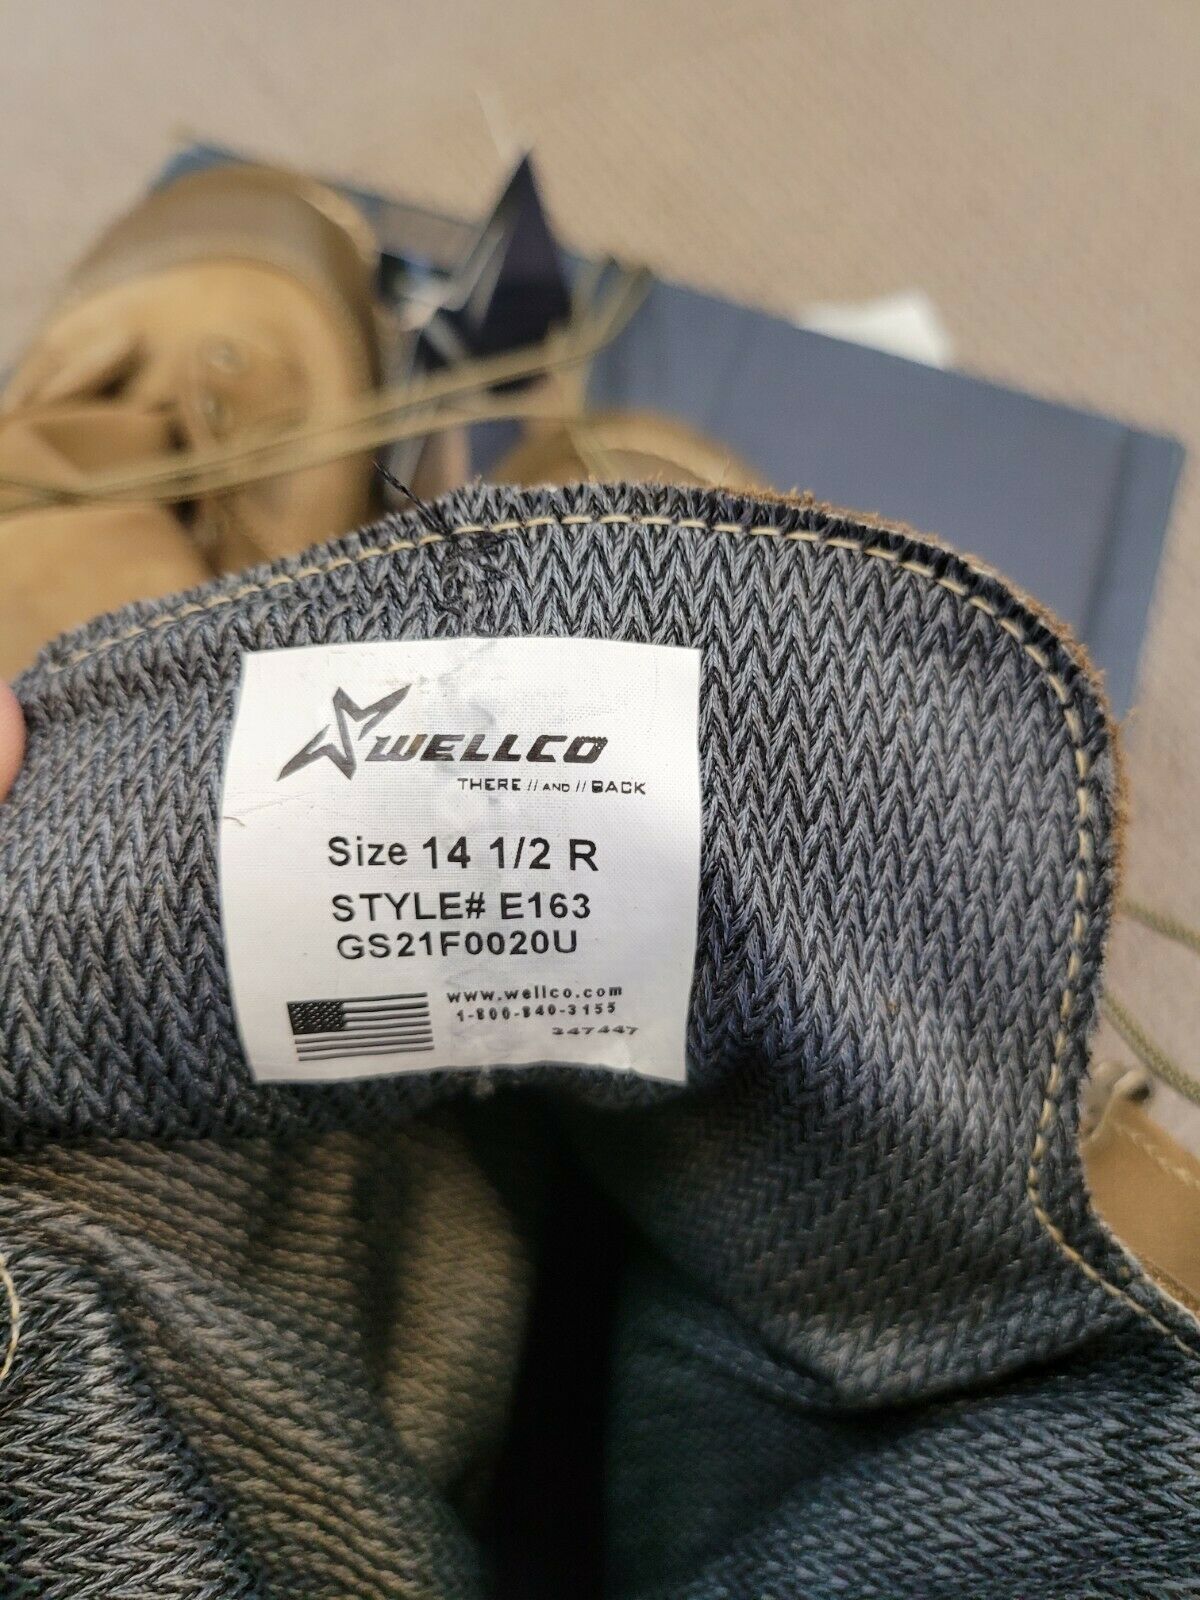 WELLCO
THERE // AND // BACK
Size 14 1/2 R
STYLE# E163
GS21F0020U
www.wellco.com
1-800-840-3155
347447